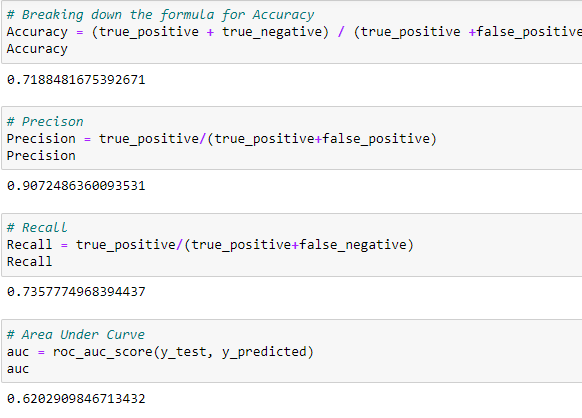 # Breaking down the formula for Accuracy
Accuracy = (true_positive + true_negative) / (true_positive +false_positive
Accuracy
0.7188481675392671
# Precison
Precision = true_positive/(true_positive+false_positive)
Precision
0.9072486360093531
# Recall
Recall = true_positive/(true_positive+false_negative)
Recall
0.7357774968394437
# Area Under Curve
auc = roc_auc_score(y_test, y_predicted)
auc
0.6202909846713432